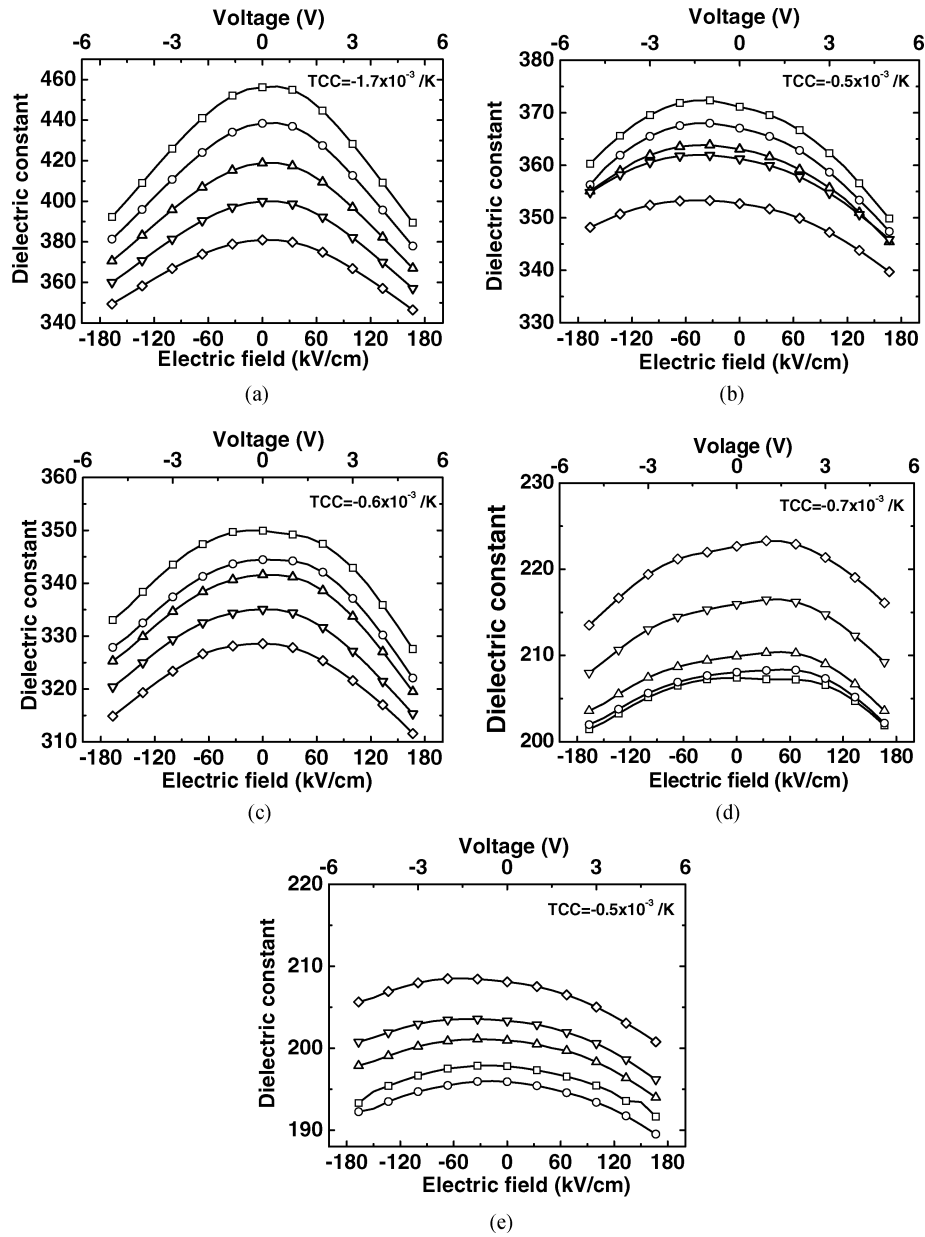 Voltage (V)
-6 -3 0 3 6
TCC=-1.7x10⁻³ /K
460
440
420
400
380
360
340
Dielectric constant
-180 -120 -60 0 60 120 180
Electric field (kV/cm)
(a)
Voltage (V)
-6 -3 0 3 6
TCC=-0.5x10⁻³ /K
370
360
350
340
330
Dielectric constant
-180 -120 -60 0 60 120 180
Electric field (kV/cm)
(b)
Voltage (V)
-6 -3 0 3 6
TCC=-0.6x10⁻³ /K
360
350
340
330
320
310
Dielectric constant
-180 -120 -60 0 60 120 180
Electric field (kV/cm)
(c)
Volage (V)
-6 -3 0 3 6
TCC=-0.7x10⁻³ /K
230
220
210
200
Dielectric constant
-180 -120 -60 0 60 120 180
Electric field (kV/cm)
(d)
Voltage (V)
-6 -3 0 3 6
TCC=-0.5x10⁻³ /K
220
210
200
190
Dielectric constant
-180 -120 -60 0 60 120 180
Electric field (kV/cm)
(e)